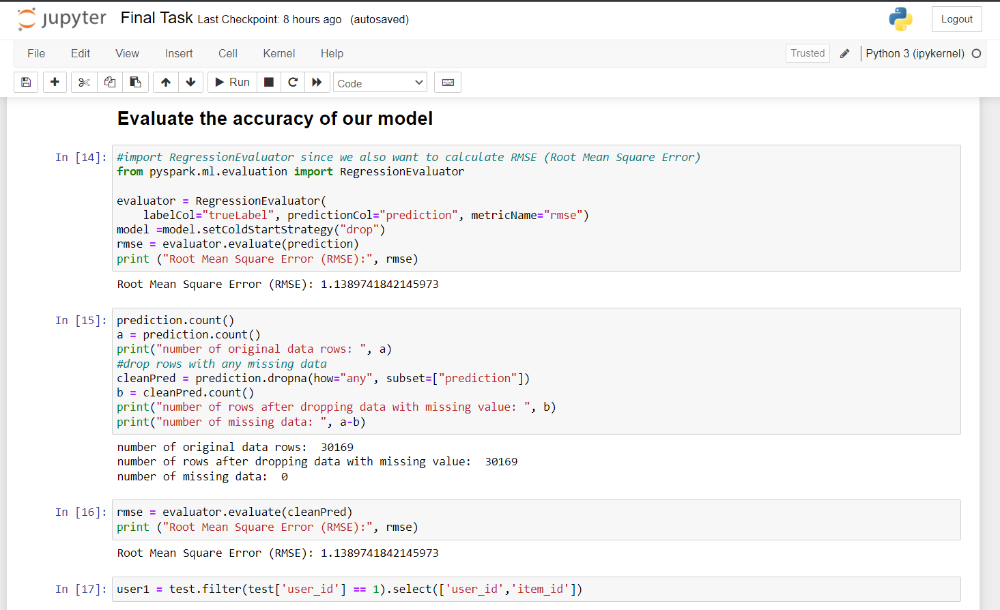 jupyter Final Task Last Checkpoint: 8 hours ago (autosaved) Logout
File Edit View Insert Cell Kernel Help Trusted Python 3 (ipykernel)
Run Code
Evaluate the accuracy of our model
In [14]: #import RegressionEvaluator since we also want to calculate RMSE (Root Mean Square Error)
from pyspark.ml.evaluation import RegressionEvaluator
evaluator = RegressionEvaluator(
labelCol="trueLabel", predictionCol="prediction", metricName="rmse")
model =model.setColdStartStrategy("drop")
rmse = evaluator.evaluate(prediction)
print ("Root Mean Square Error (RMSE):", rmse)
Root Mean Square Error (RMSE): 1.1389741842145973
In [15]: prediction.count()
a = prediction.count()
print("number of original data rows: ", a)
#drop rows with any missing data
cleanPred = prediction.dropna(how="any", subset=["prediction"])
b = cleanPred.count()
print("number of rows after dropping data with missing value: ", b)
print("number of missing data: ", a-b)
number of original data rows:  30169
number of rows after dropping data with missing value:  30169
number of missing data:  0
In [16]: rmse = evaluator.evaluate(cleanPred)
print ("Root Mean Square Error (RMSE):", rmse)
Root Mean Square Error (RMSE): 1.1389741842145973
In [17]: user1 = test.filter(test['user_id'] == 1).select(['user_id','item_id'])